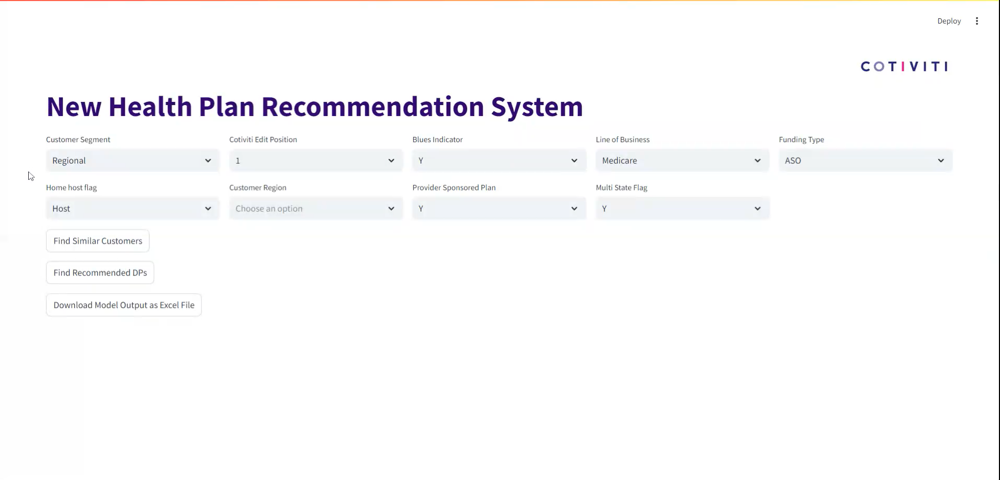 Deploy
COTIVITI
New Health Plan Recommendation System
Customer Segment Cotiviti Edit Position Blues Indicator Line of Business Funding Type
Regional 1 Y Medicare ASO
Home host flag Customer Region Provider Sponsored Plan Multi State Flag
Host Choose an option Y Y
Find Similar Customers
Find Recommended DPs
Download Model Output as Excel File